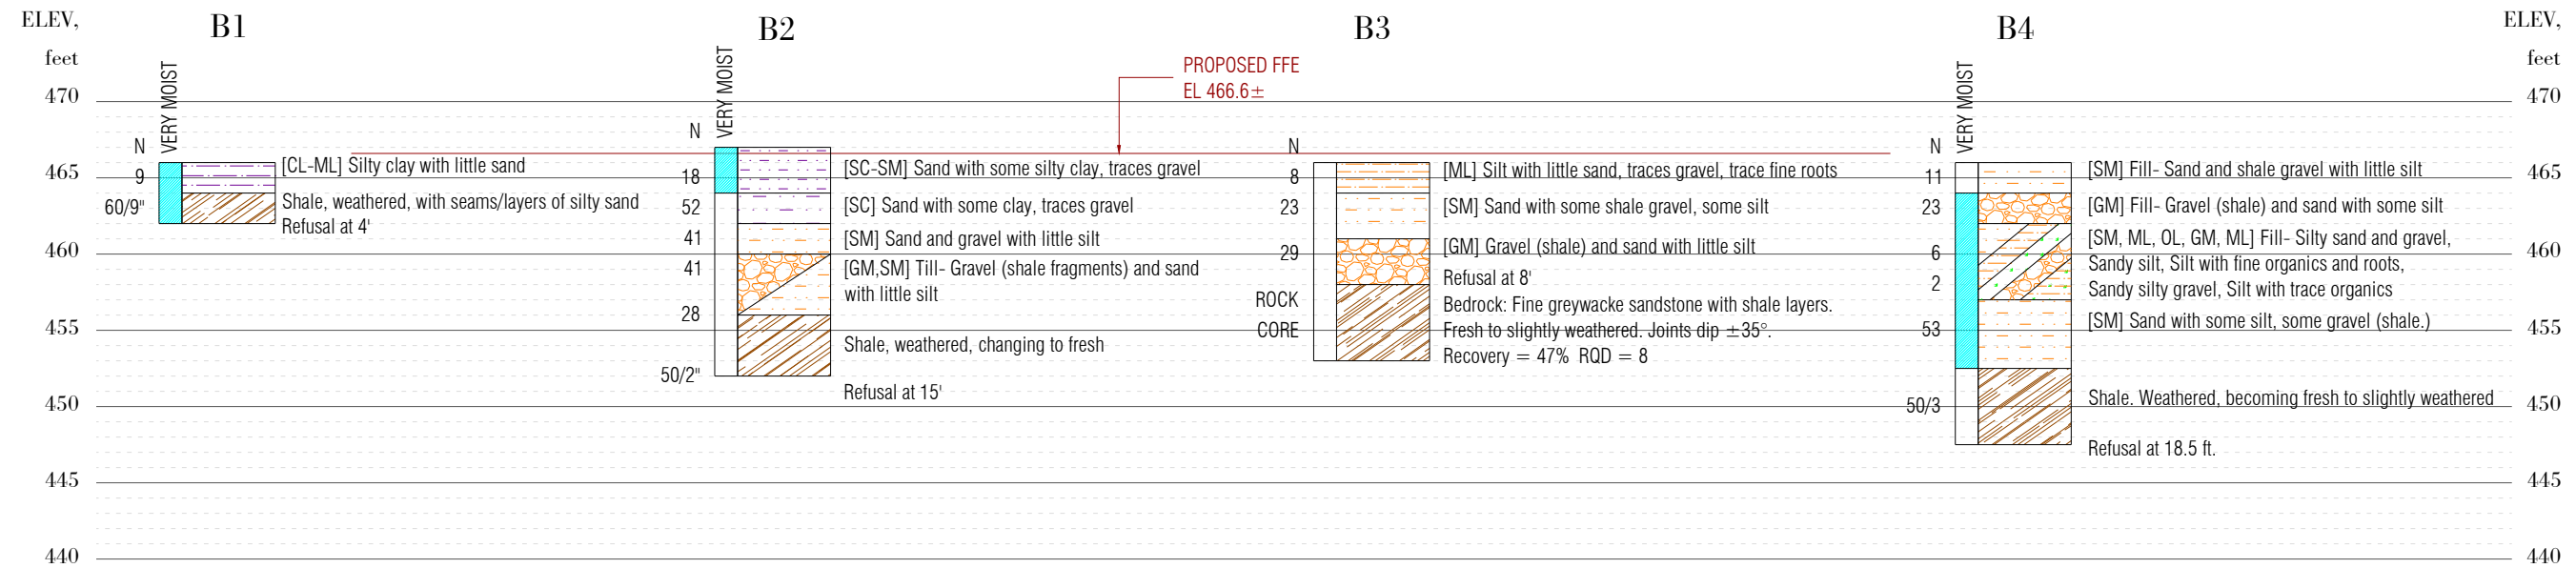 ELEV,
feet
B1
B2
B3
B4
ELEV,
feet
470
465
460
455
450
445
440
N
VERY MOIST
9
60/9"
[CL-ML] Silty clay with little sand
Shale, weathered, with seams/layers of silty sand
Refusal at 4'
N
VERY MOIST
18
52
41
41
28
50/2"
[SC-SM] Sand with some silty clay, traces gravel
[SC] Sand with some clay, traces gravel
[SM] Sand and gravel with little silt
[GM,SM] Till- Gravel (shale fragments) and sand
with little silt
Shale, weathered, changing to fresh
Refusal at 15'
PROPOSED FFE
EL 466.6±
N
8
23
29
ROCK
CORE
[ML] Silt with little sand, traces gravel, trace fine roots
[SM] Sand with some shale gravel, some silt
[GM] Gravel (shale) and sand with little silt
Refusal at 8'
Bedrock: Fine greywacke sandstone with shale layers.
Fresh to slightly weathered. Joints dip ±35°.
Recovery = 47% RQD = 8
N
VERY MOIST
11
23
6
2
53
50/3
[SM] Fill- Sand and shale gravel with little silt
[GM] Fill- Gravel (shale) and sand with some silt
[SM, ML, OL, GM, ML] Fill- Silty sand and gravel,
Sandy silt, Silt with fine organics and roots,
Sandy silty gravel, Silt with trace organics
[SM] Sand with some silt, some gravel (shale.)
Shale. Weathered, becoming fresh to slightly weathered
Refusal at 18.5 ft.
470
465
460
455
450
445
440